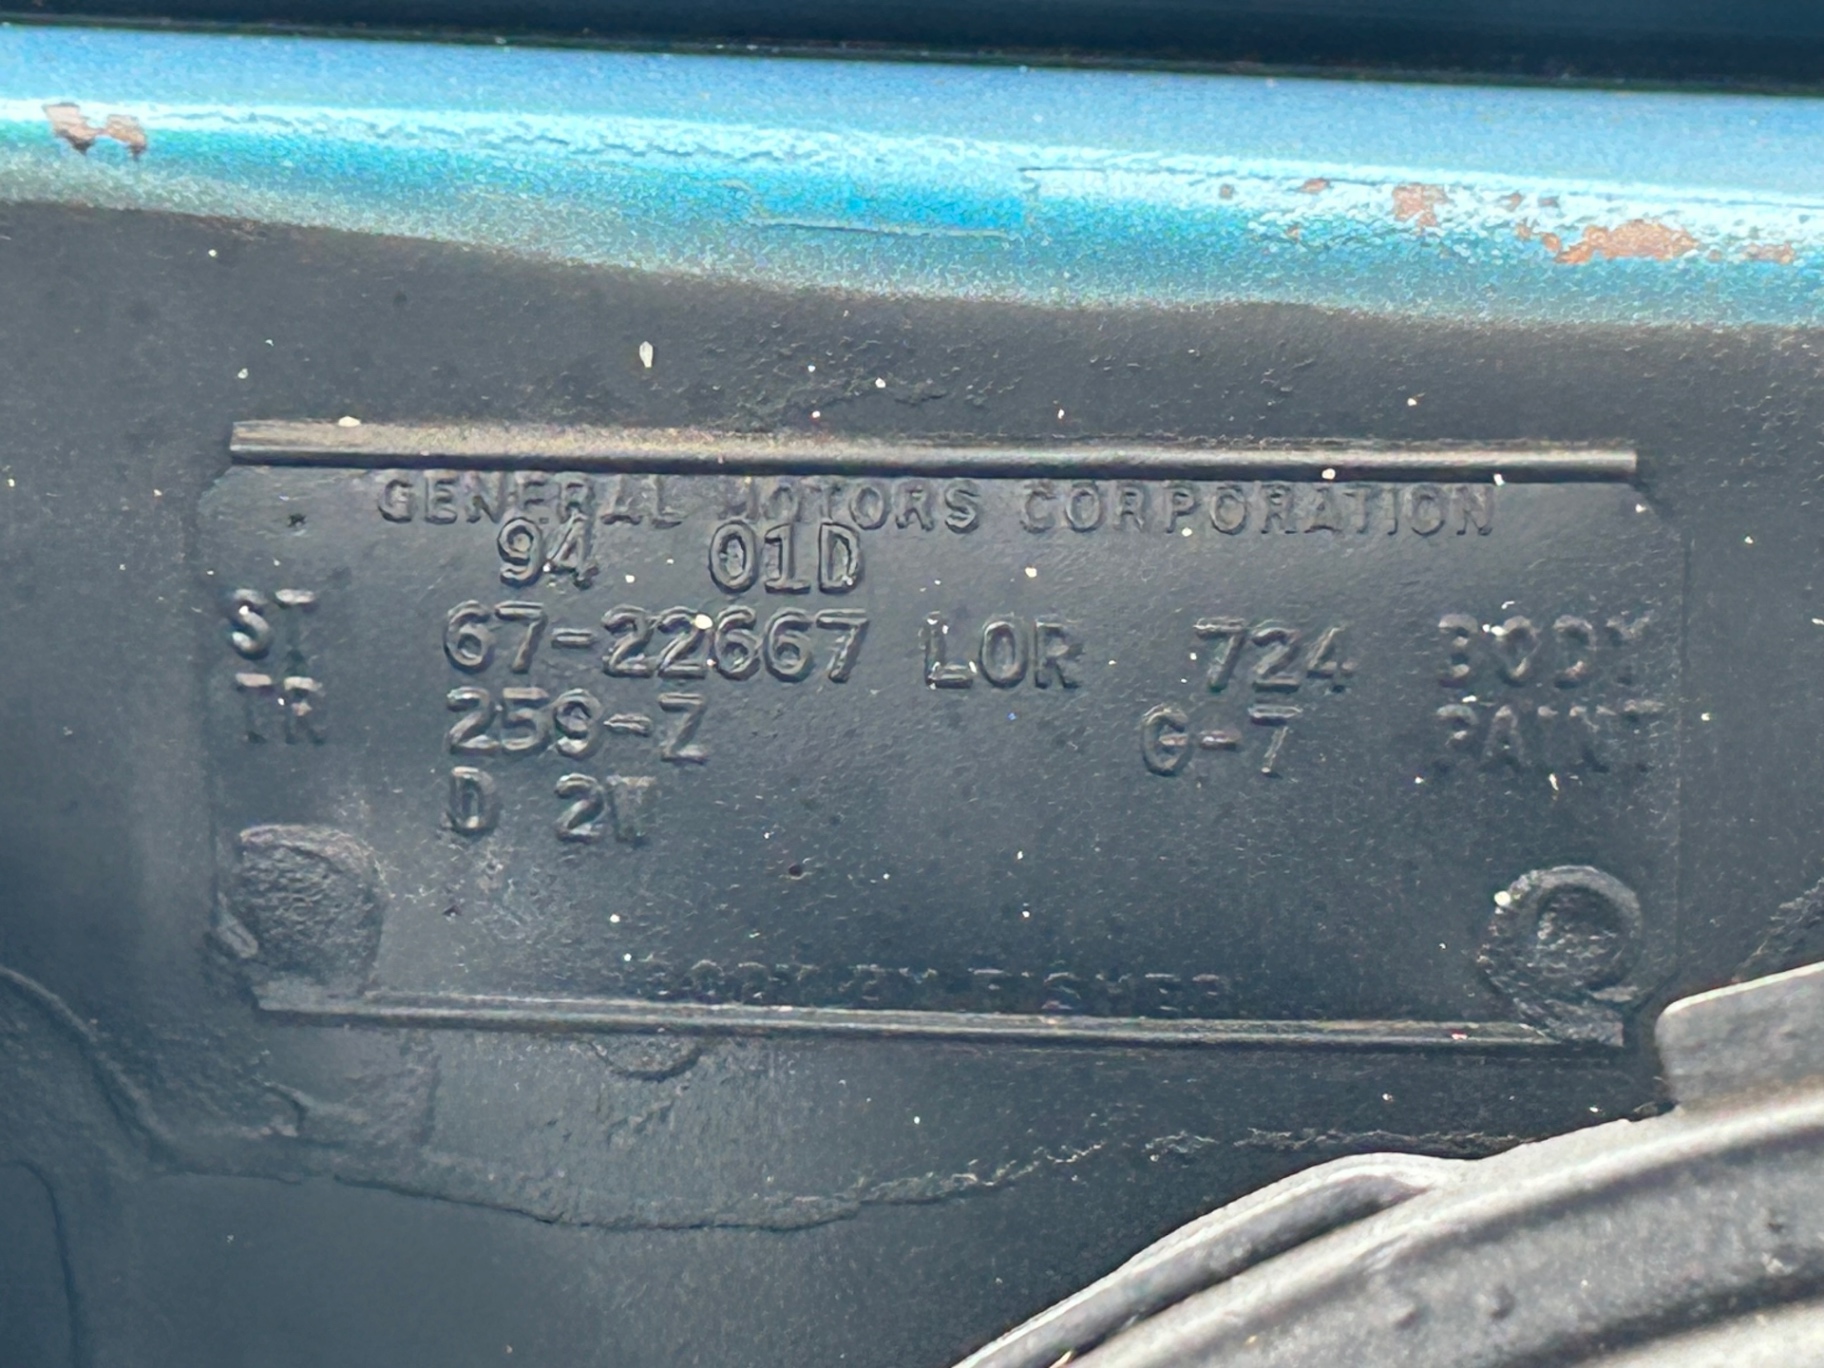 GENERAL MOTORS CORPORATION
94 01D
ST 67-22667 LOR 724 BODY
TR 259-Z G-7 PAINT
D 2V